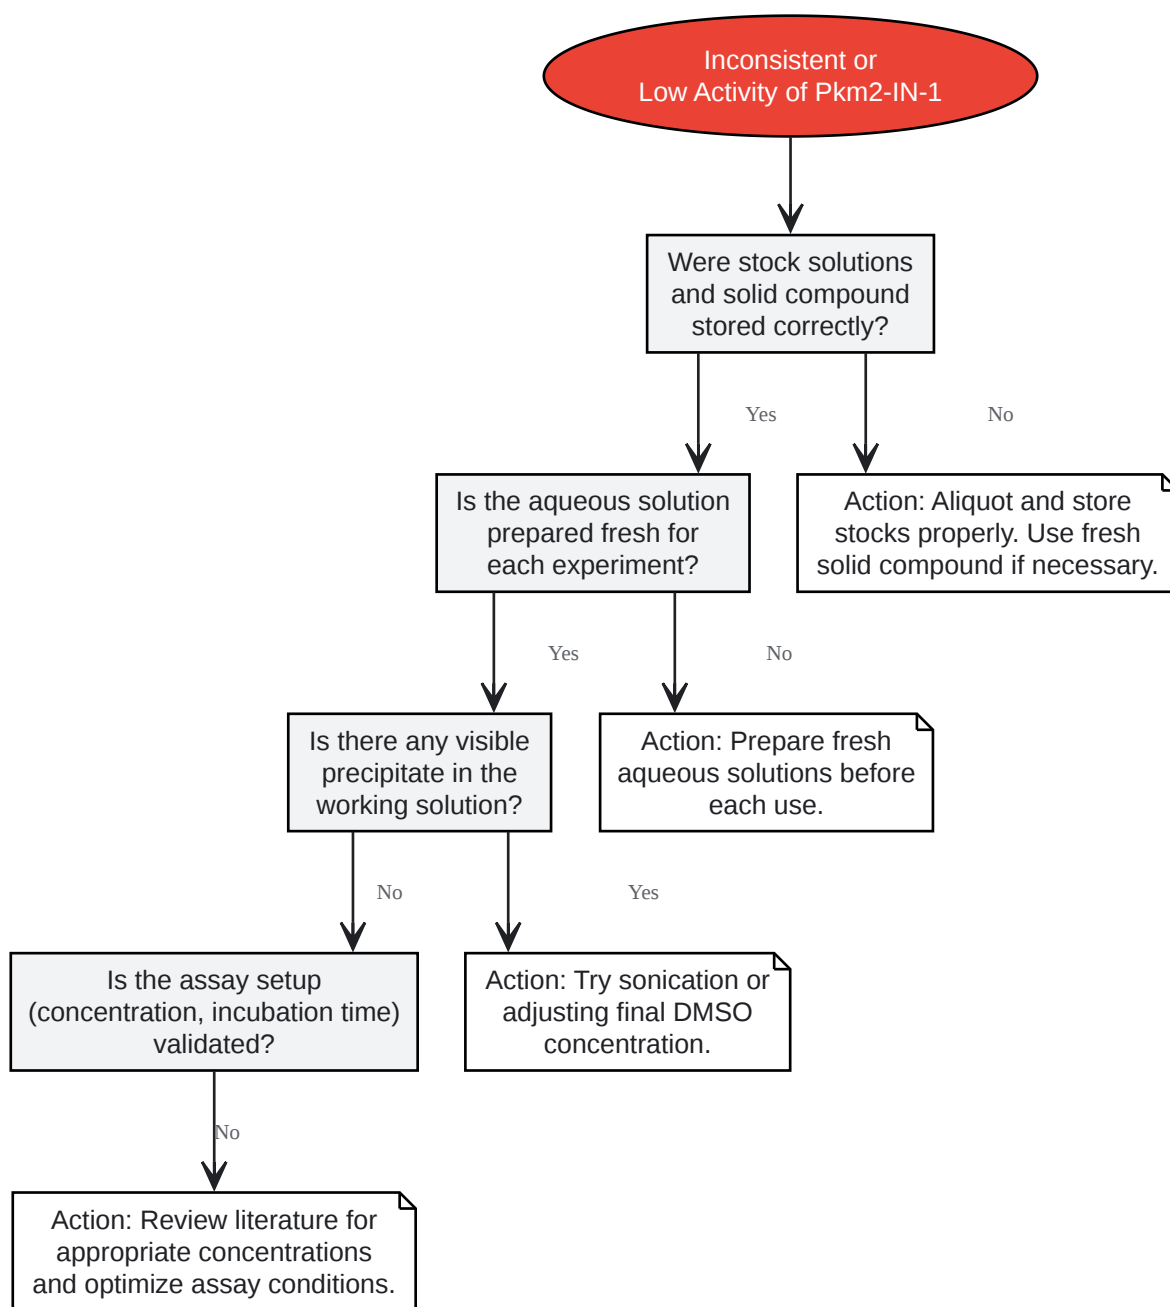 Inconsistent or
Low Activity of Pkm2-IN-1
Were stock solutions
and solid compound
stored correctly?
Yes
No
Is the aqueous solution
prepared fresh for
each experiment?
Action: Aliquot and store
stocks properly. Use fresh
solid compound if necessary.
Yes
No
Is there any visible
precipitate in the
working solution?
Action: Prepare fresh
aqueous solutions before
each use.
No
Yes
Is the assay setup
(concentration, incubation time)
validated?
Action: Try sonication or
adjusting final DMSO
concentration.
No
Action: Review literature for
appropriate concentrations
and optimize assay conditions.